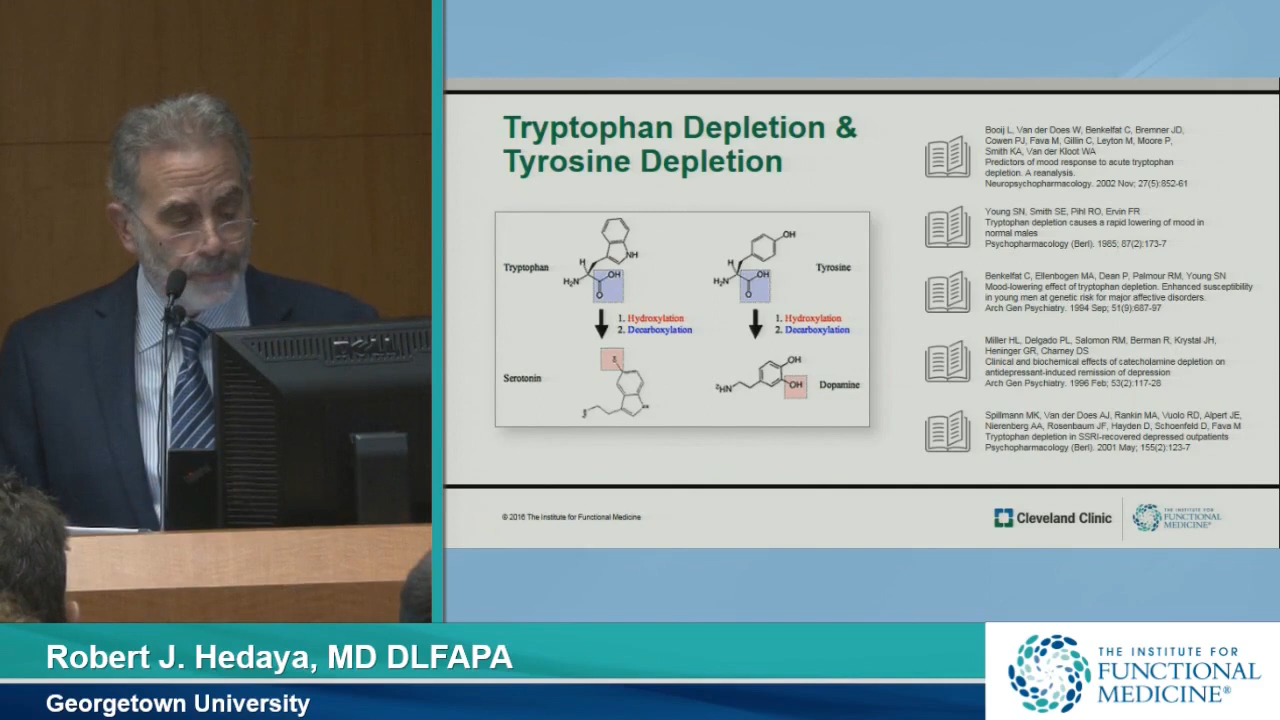 Tryptophan Depletion &
Tyrosine Depletion
Tryptophan
H
NH
OH
H₂N
O
Tyrosine
OH
H
OH
H₂N
O
1. Hydroxylation
2. Decarboxylation
1. Hydroxylation
2. Decarboxylation
Serotonin
OH
OH
²HN
Dopamine
Booij L, Van der Does W, Benkelfat C, Bremner JD,
Cowen PJ, Fava M, Gillin C, Leyton M, Moore P,
Smith KA, Van der Kloot WA
Predictors of mood response to acute tryptophan
depletion. A reanalysis.
Neuropsychopharmacology. 2002 Nov; 27(5):852-61
Young SN, Smith SE, Pihl RO, Ervin FR
Tryptophan depletion causes a rapid lowering of mood in
normal males
Psychopharmacology (Berl). 1985; 87(2):173-7
Benkelfat C, Ellenbogen MA, Dean P, Palmour RM, Young SN
Mood-lowering effect of tryptophan depletion. Enhanced susceptibility
in young men at genetic risk for major affective disorders.
Arch Gen Psychiatry. 1994 Sep; 51(9):687-97
Miller HL, Delgado PL, Salomon RM, Berman R, Krystal JH,
Heninger GR, Charney DS
Clinical and biochemical effects of catecholamine depletion on
antidepressant-induced remission of depression
Arch Gen Psychiatry. 1996 Feb; 53(2):117-28
Spillmann MK, Van der Does AJ, Rankin MA, Vuolo RD, Alpert JE,
Nierenberg AA, Rosenbaum JF, Hayden D, Schoenfeld D, Fava M
Tryptophan depletion in SSRI-recovered depressed outpatients
Psychopharmacology (Berl). 2001 May; 155(2):123-7
© 2016 The Institute for Functional Medicine
Cleveland Clinic
THE INSTITUTE FOR
FUNCTIONAL
MEDICINE®
Robert J. Hedaya, MD DLFAPA
Georgetown University
THE INSTITUTE FOR
FUNCTIONAL
MEDICINE®